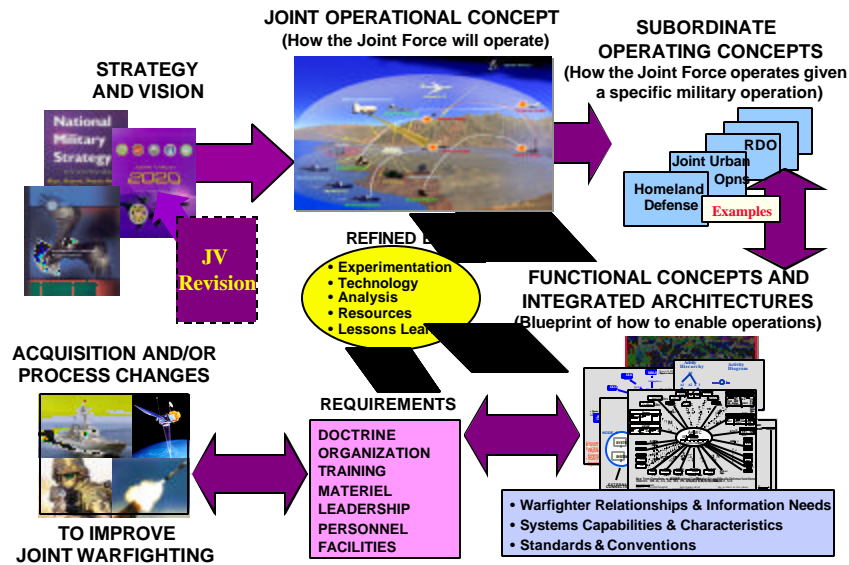 JOINT OPERATIONAL CONCEPT
(How the Joint Force will operate)
SUBORDINATE
OPERATING CONCEPTS
(How the Joint Force operates given
a specific military operation)
STRATEGY
AND VISION
National
Military
Strategy
2020
JV
Revision
RDO
Joint Urban
Opns
Homeland
Defense
Examples
REFINED
• Experimentation
• Technology
• Analysis
• Resources
• Lessons
FUNCTIONAL CONCEPTS AND
INTEGRATED ARCHITECTURES
(Blueprint of how to enable operations)
Hierarchy
Activity
Diagram
ACQUISITION AND/OR
PROCESS CHANGES
TO IMPROVE
JOINT WARFIGHTING
REQUIREMENTS
DOCTRINE
ORGANIZATION
TRAINING
MATERIEL
LEADERSHIP
PERSONNEL
FACILITIES
• Warfighter Relationships & Information Needs
• Systems Capabilities & Characteristics
• Standards & Conventions